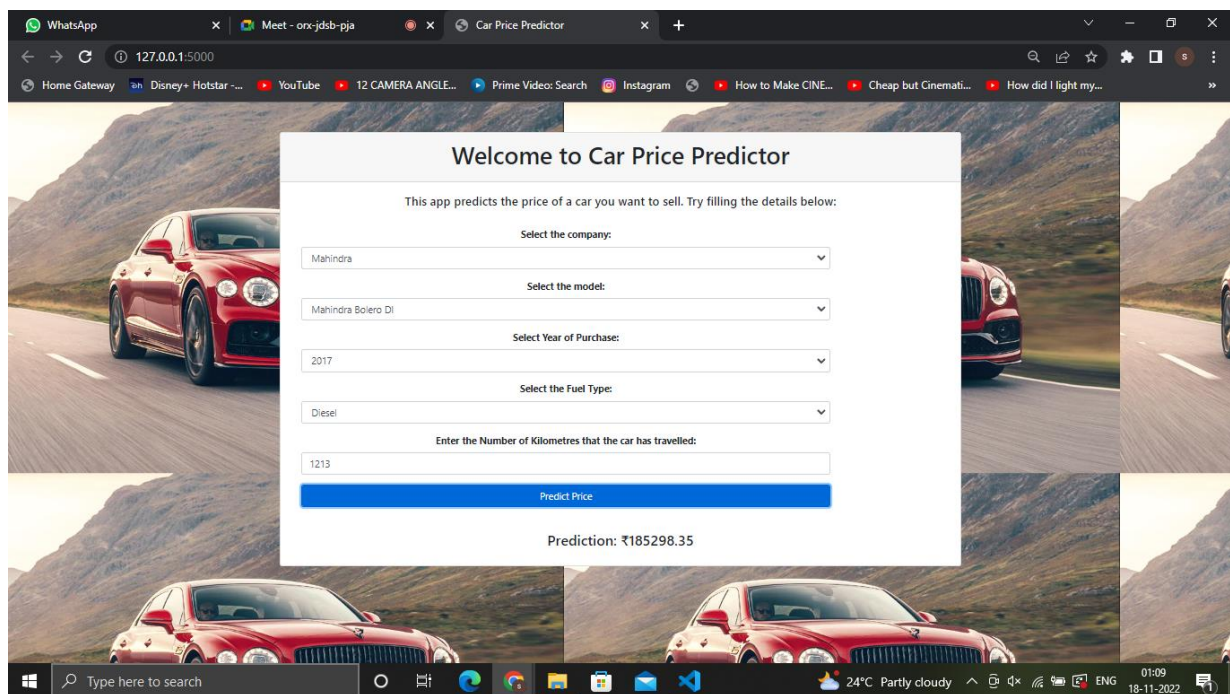 WhatsApp
Meet - orx-jdsb-pja
Car Price Predictor
127.0.0.1:5000
S
Home Gateway
Disney+ Hotstar -...
YouTube
12 CAMERA ANGLE...
Prime Video: Search
Instagram
How to Make CINE...
Cheap but Cinemati...
How did I light my...
»
Welcome to Car Price Predictor
This app predicts the price of a car you want to sell. Try filling the details below:
Select the company:
Mahindra
Select the model:
Mahindra Bolero DI
Select Year of Purchase:
2017
Select the Fuel Type:
Diesel
Enter the Number of Kilometres that the car has travelled:
1213
Predict Price
Prediction: ₹185298.35
Type here to search
24°C Partly cloudy
ENG
01:09
18-11-2022